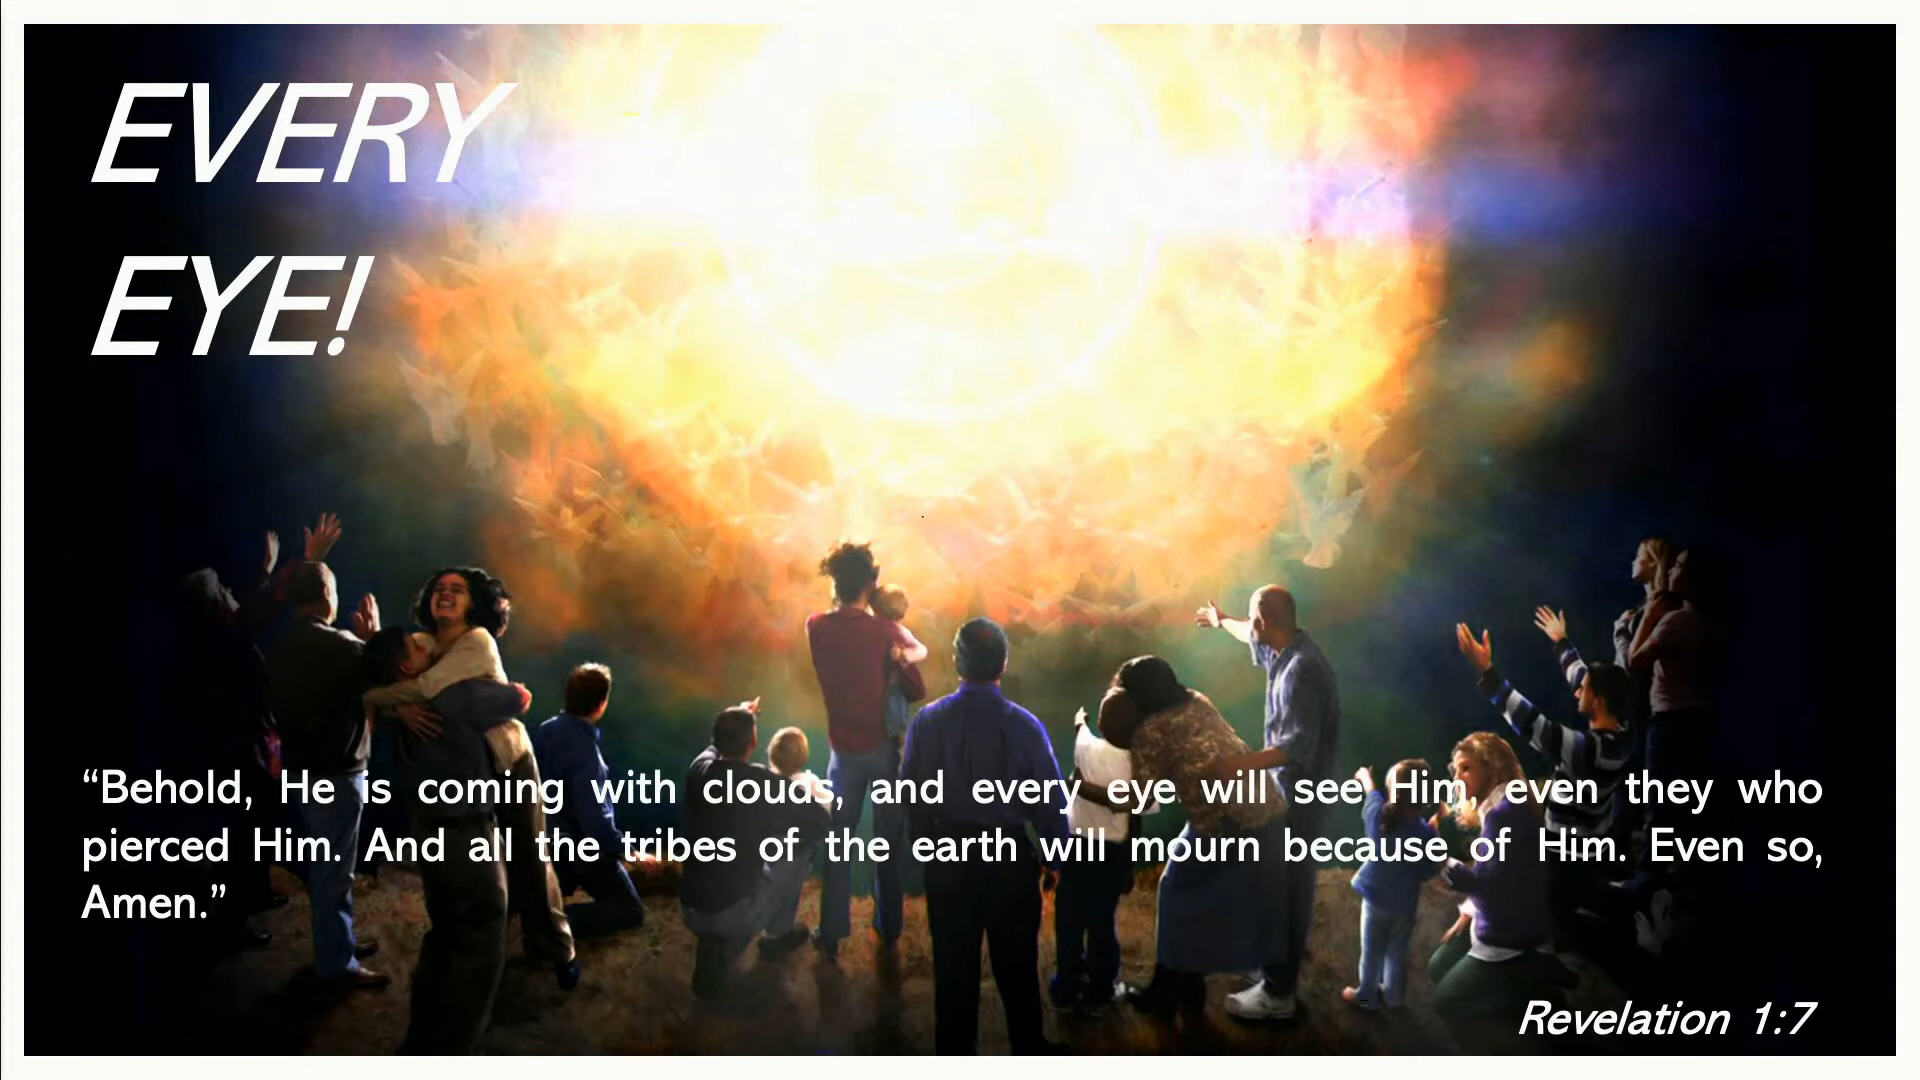 EVERY
EYE!
“Behold, He is coming with clouds, and every eye will see Him, even they who
pierced Him. And all the tribes of the earth will mourn because of Him. Even so,
Amen.”
Revelation 1:7